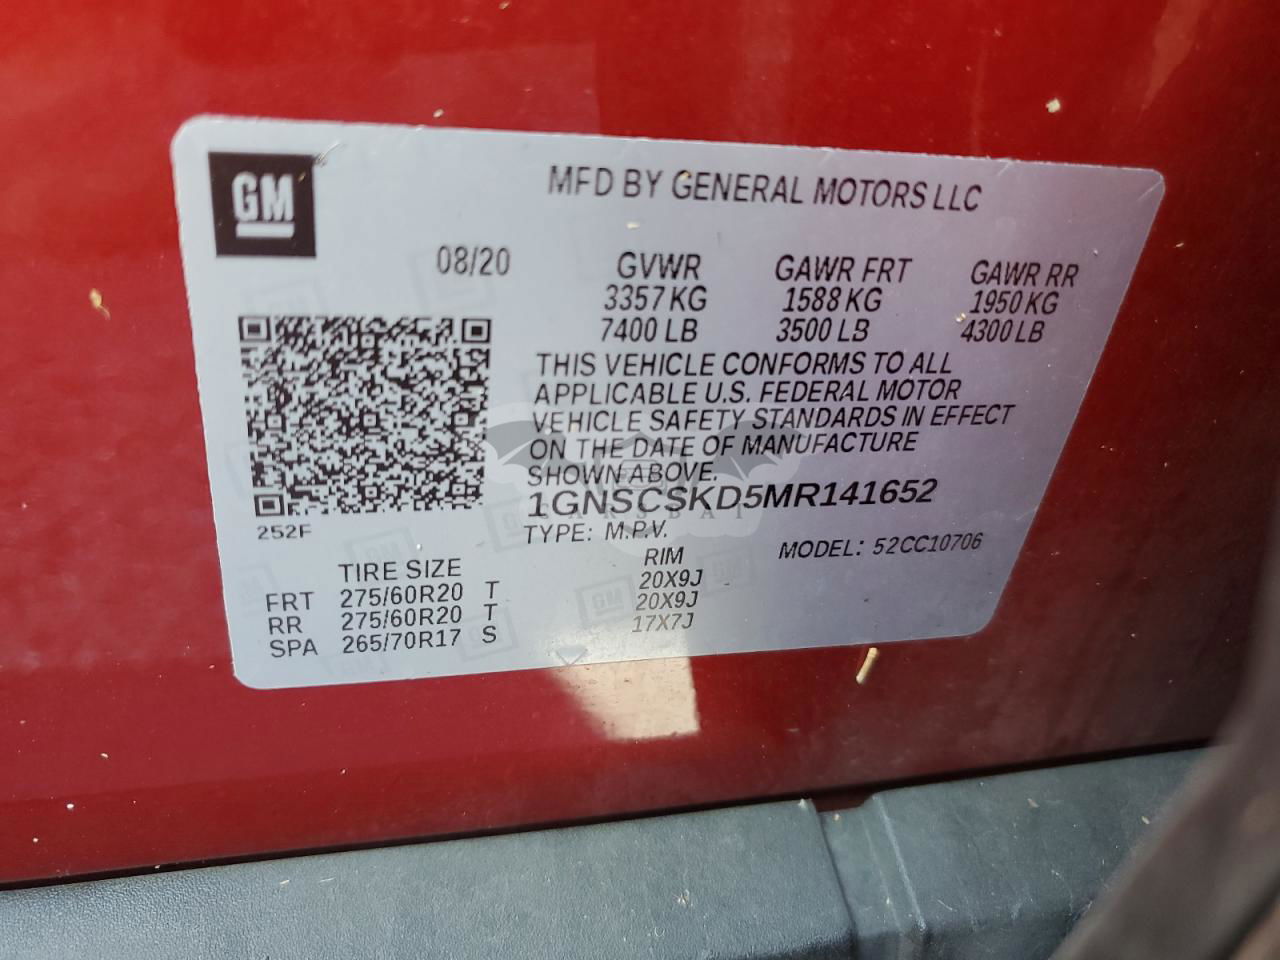 GM
MFD BY GENERAL MOTORS LLC
08/20 GVWR GAWR FRT GAWR RR
3357 KG 1588 KG 1950 KG
7400 LB 3500 LB 4300 LB
THIS VEHICLE CONFORMS TO ALL
APPLICABLE U.S. FEDERAL MOTOR
VEHICLE SAFETY STANDARDS IN EFFECT
ON THE DATE OF MANUFACTURE
SHOWN ABOVE.
1GNSCSKD5MR141652
252F
TYPE: M.P.V. MODEL: 52CC10706
TIRE SIZE RIM
FRT 275/60R20 T 20X9J
RR 275/60R20 T 20X9J
SPA 265/70R17 S 17X7J